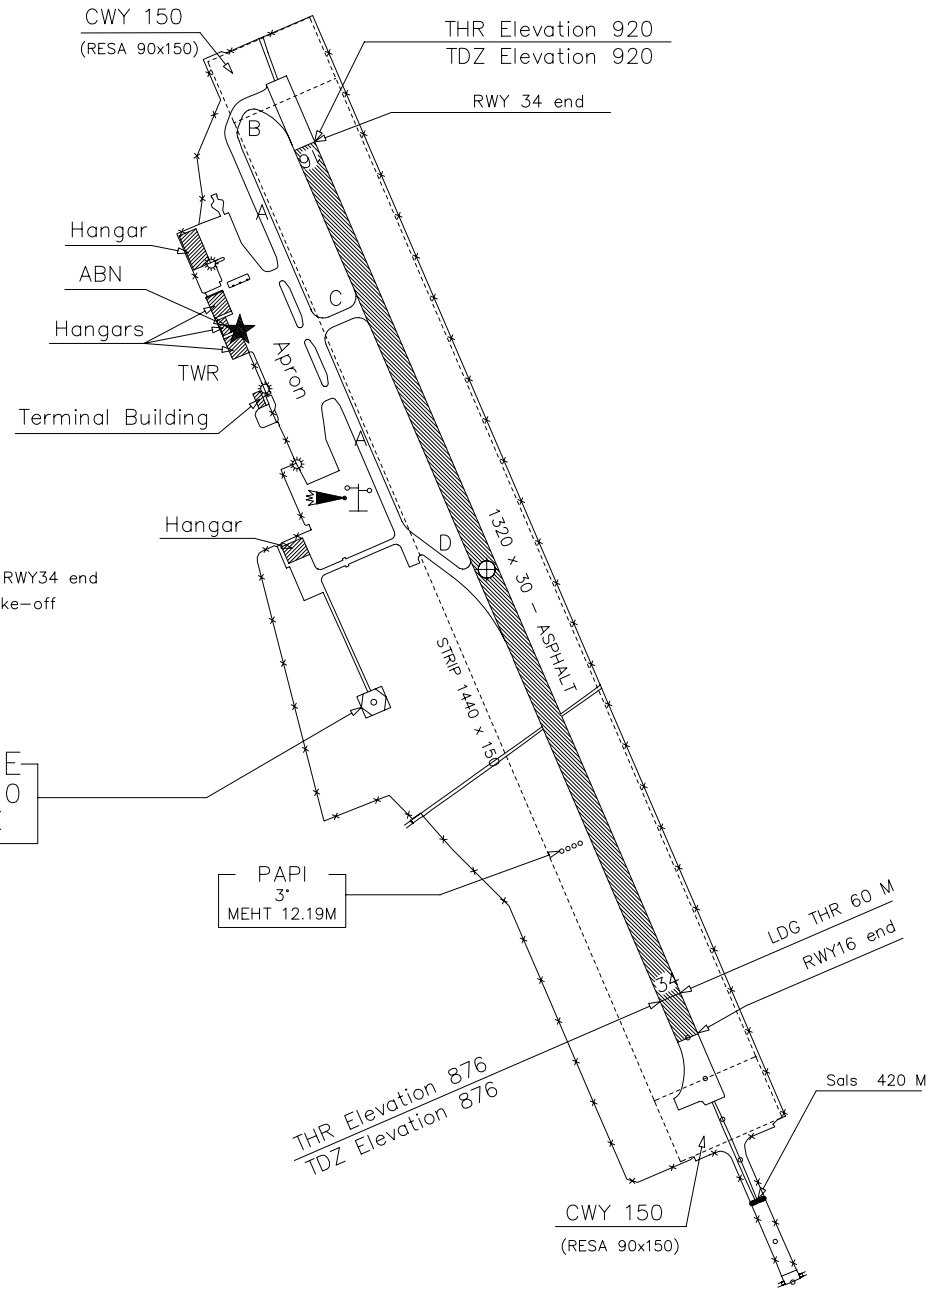 CWY 150
(RESA 90x150)
THR Elevation 920
TDZ Elevation 920
RWY 34 end
16
B
A
Hangar
ABN
C
Hangars
Apron
TWR
Terminal Building
A
Hangar
D
1320 x 30 – ASPHALT
RWY34 end
ke–off
STRIP 1440 x 150
E
0
PAPI
3°
MEHT 12.19M
LDG THR 60 M
RWY16 end
34
THR Elevation 876
TDZ Elevation 876
Sals 420 M
CWY 150
(RESA 90x150)